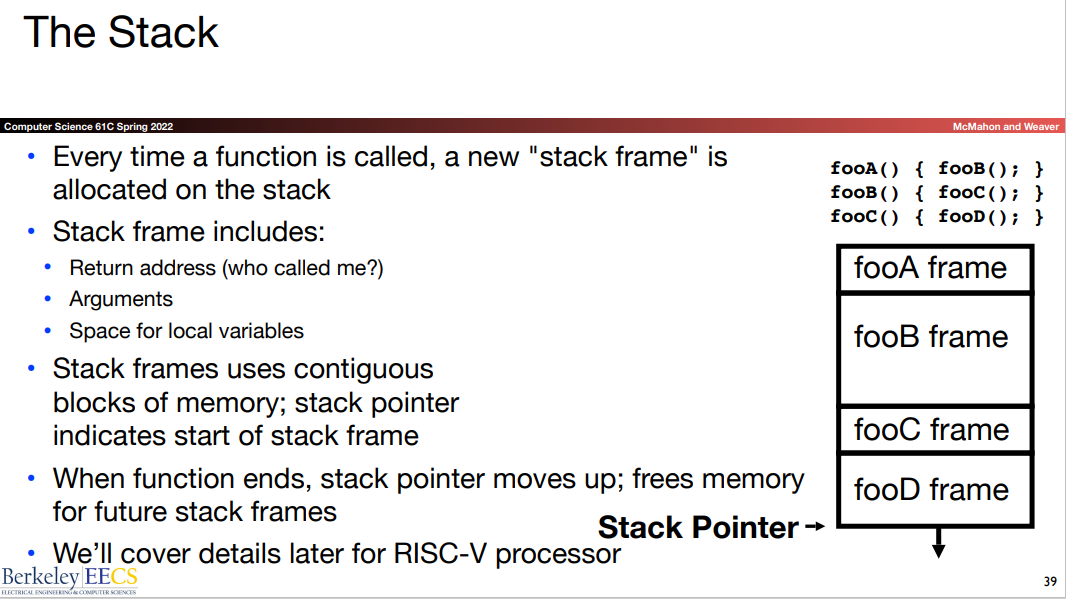 The Stack
Computer Science 61C Spring 2022
McMahon and Weaver
• Every time a function is called, a new "stack frame" is
allocated on the stack
• Stack frame includes:
• Return address (who called me?)
• Arguments
• Space for local variables
• Stack frames uses contiguous
blocks of memory; stack pointer
indicates start of stack frame
• When function ends, stack pointer moves up; frees memory
for future stack frames
• We’ll cover details later for RISC-V processor
fooA() { fooB(); }
fooB() { fooC(); }
fooC() { fooD(); }
fooA frame
fooB frame
fooC frame
fooD frame
Stack Pointer
Berkeley EECS
ELECTRICAL ENGINEERING & COMPUTER SCIENCES
39